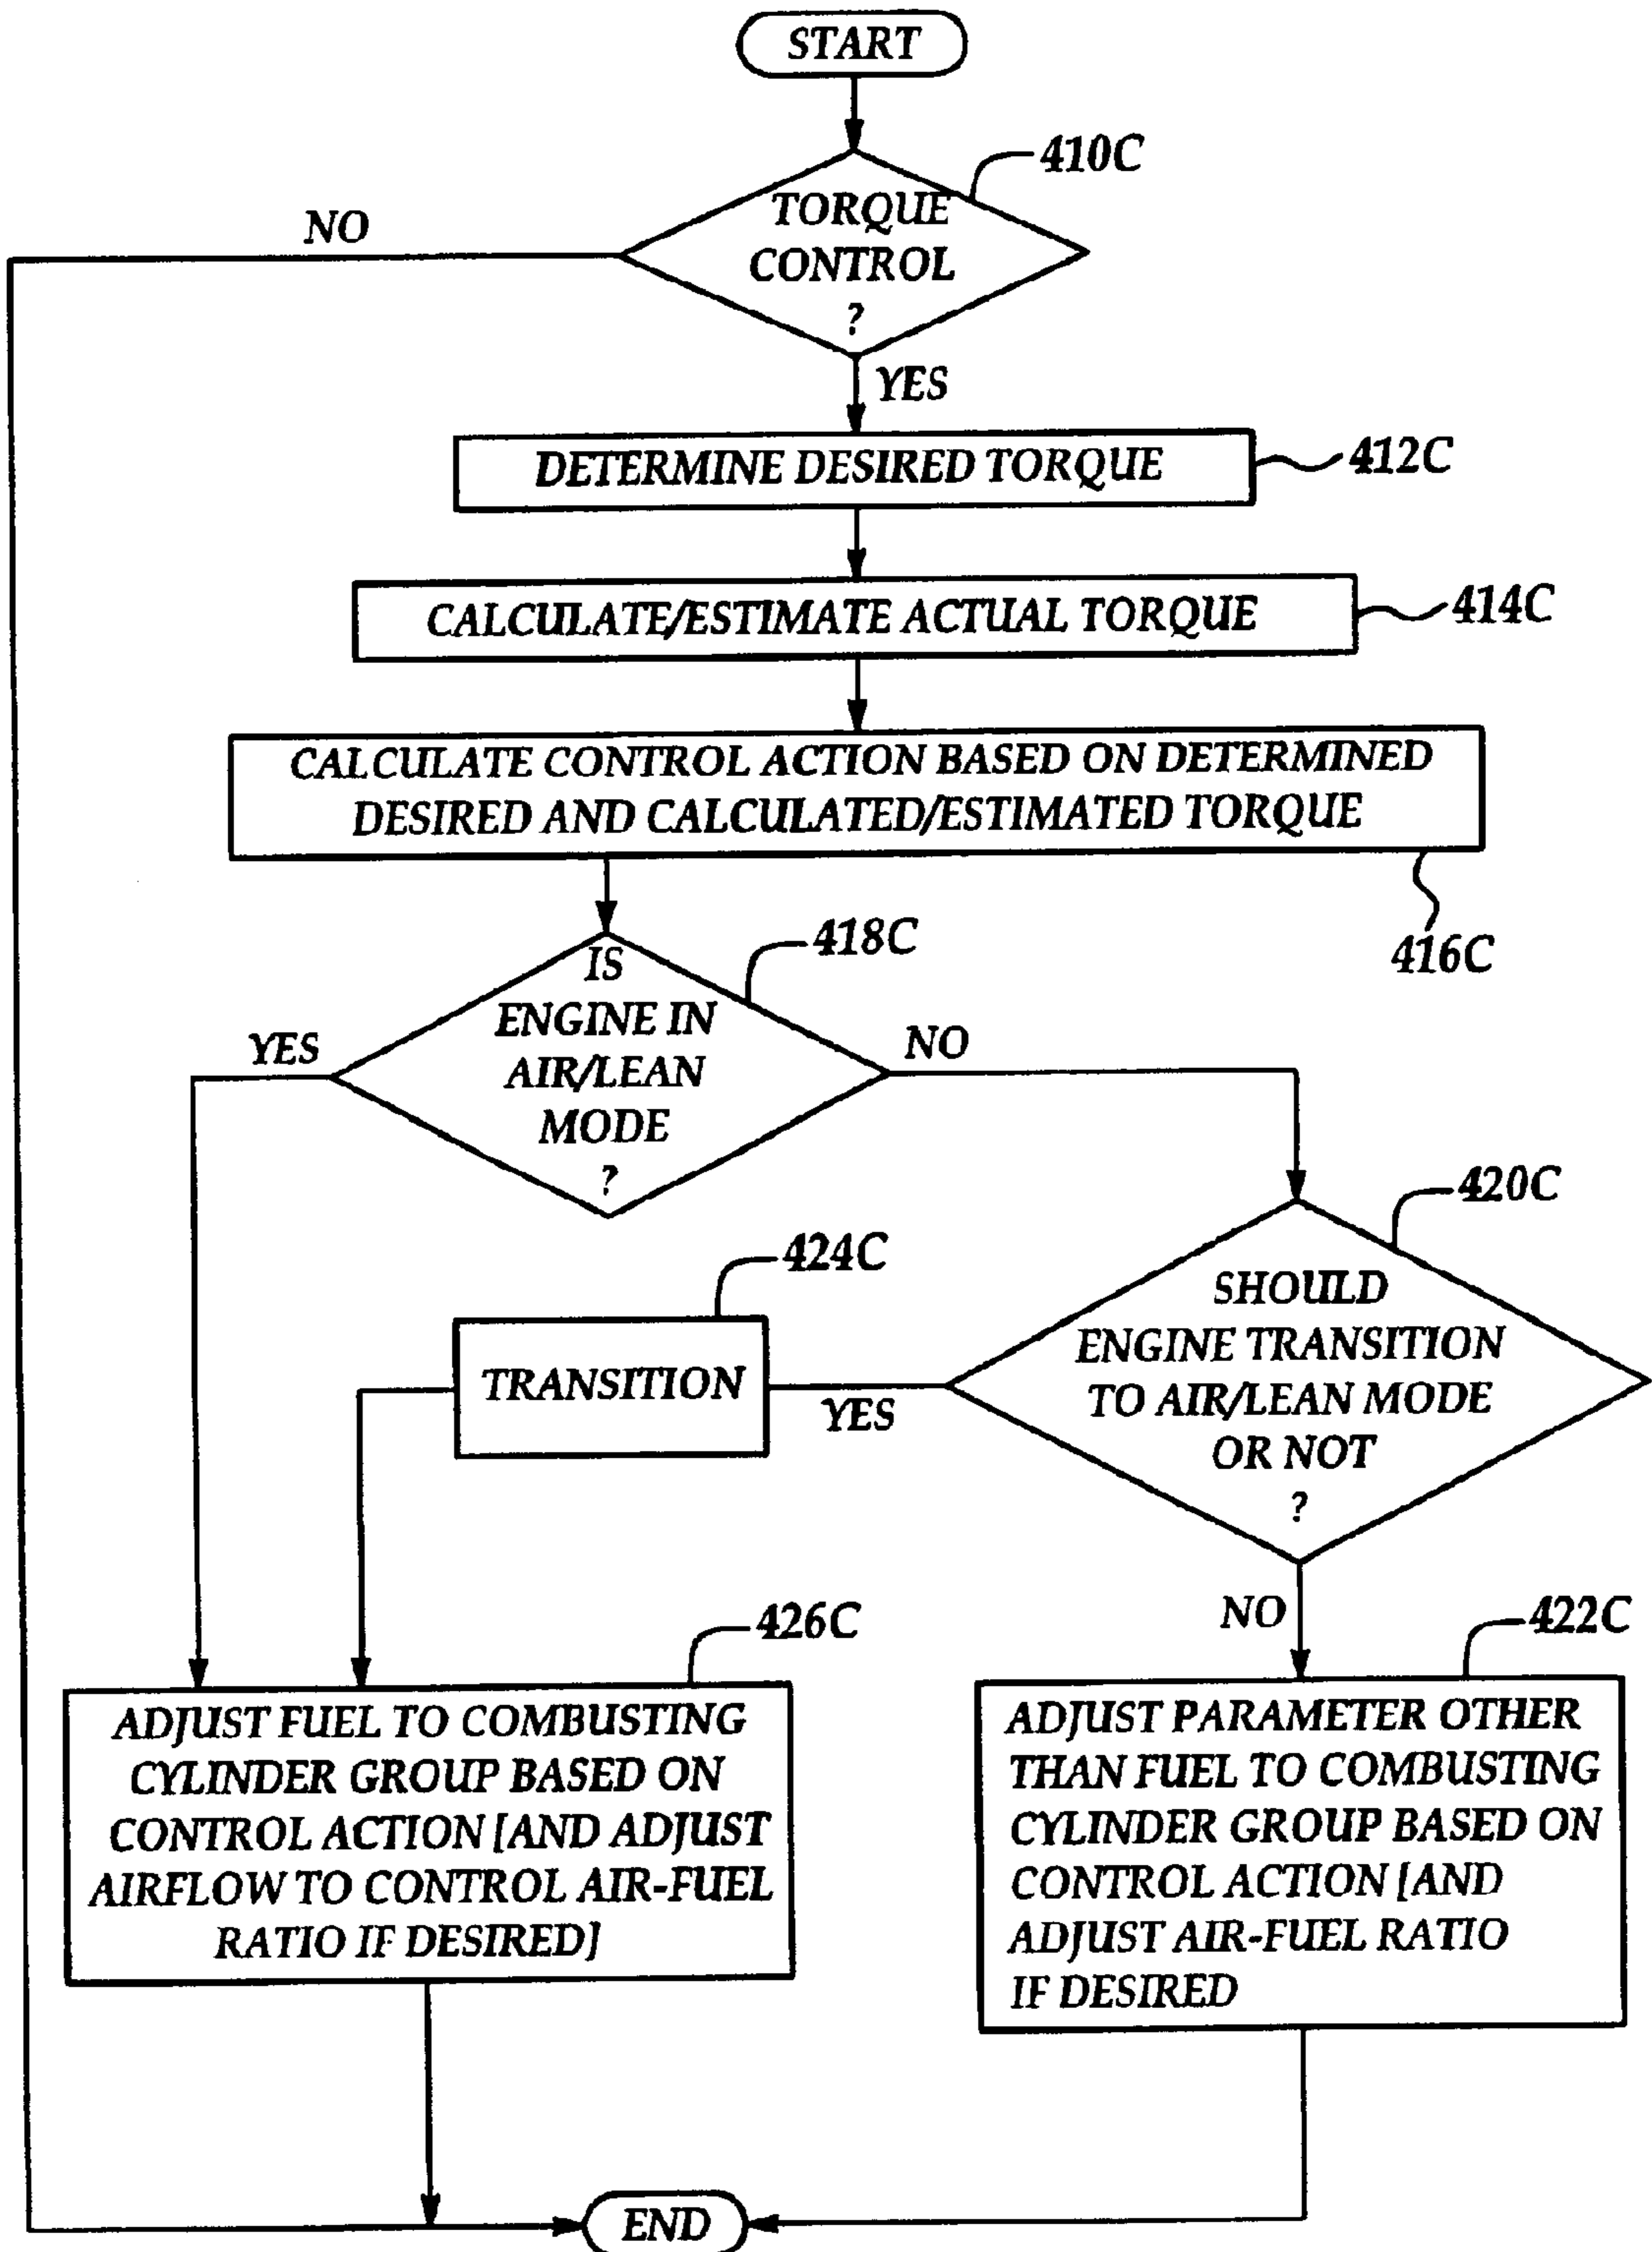 START
410C
TORQUE
CONTROL
?
NO
YES
DETERMINE DESIRED TORQUE
412C
CALCULATE/ESTIMATE ACTUAL TORQUE
414C
CALCULATE CONTROL ACTION BASED ON DETERMINED
DESIRED AND CALCULATED/ESTIMATED TORQUE
416C
418C
IS
ENGINE IN
AIR/LEAN
MODE
?
YES
NO
420C
SHOULD
ENGINE TRANSITION
TO AIR/LEAN MODE
OR NOT
?
424C
TRANSITION
YES
NO
426C
ADJUST FUEL TO COMBUSTING
CYLINDER GROUP BASED ON
CONTROL ACTION [AND ADJUST
AIRFLOW TO CONTROL AIR-FUEL
RATIO IF DESIRED]
422C
ADJUST PARAMETER OTHER
THAN FUEL TO COMBUSTING
CYLINDER GROUP BASED ON
CONTROL ACTION [AND
ADJUST AIR-FUEL RATIO
IF DESIRED
END